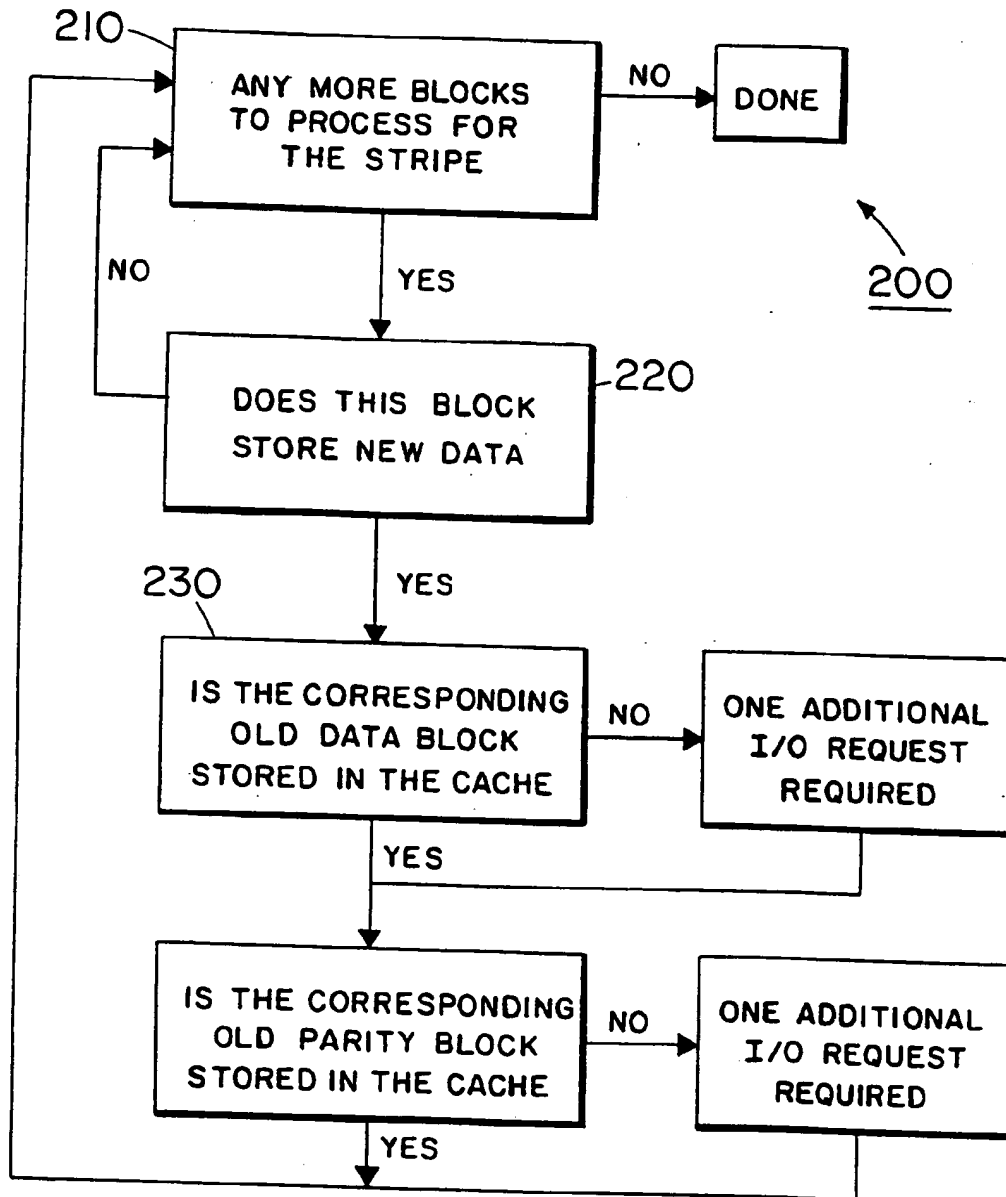 210
ANY MORE BLOCKS
TO PROCESS FOR
THE STRIPE
NO
DONE
200
NO
YES
DOES THIS BLOCK
STORE NEW DATA
220
YES
230
IS THE CORRESPONDING
OLD DATA BLOCK
STORED IN THE CACHE
NO
ONE ADDITIONAL
I/O REQUEST
REQUIRED
YES
IS THE CORRESPONDING
OLD PARITY BLOCK
STORED IN THE CACHE
NO
ONE ADDITIONAL
I/O REQUEST
REQUIRED
YES